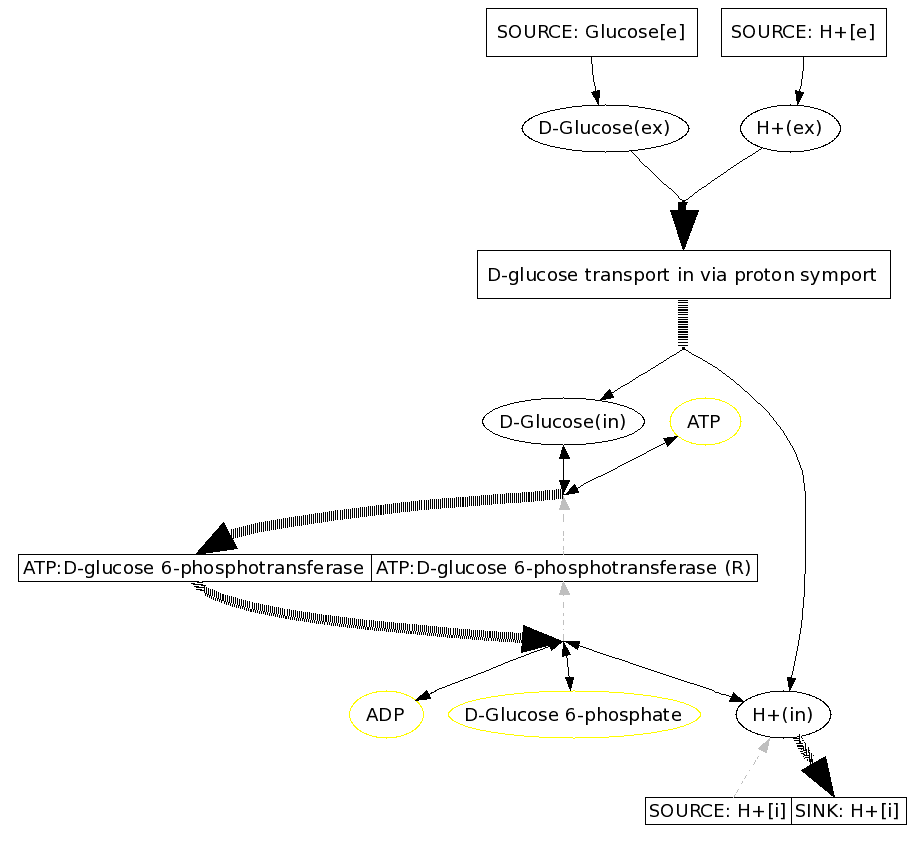 SOURCE: Glucose[e]
SOURCE: H+[e]
D-Glucose(ex)
H+(ex)
D-glucose transport in via proton symport
D-Glucose(in)
ATP
ATP:D-glucose 6-phosphotransferase
ATP:D-glucose 6-phosphotransferase (R)
ADP
D-Glucose 6-phosphate
H+(in)
SOURCE: H+[i]
SINK: H+[i]